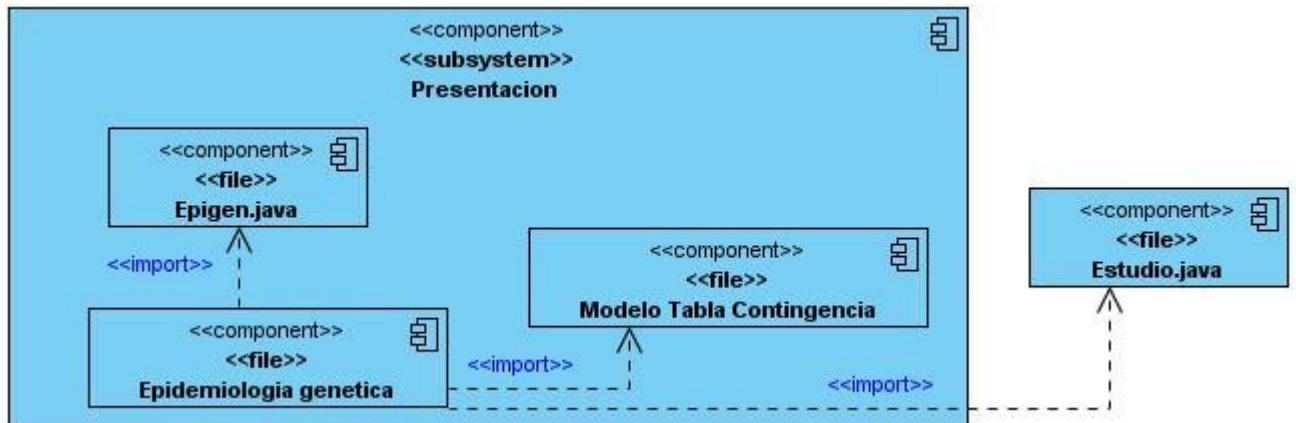 <<component>>
<<subsystem>>
Presentacion
<<component>>
<<file>>
Epigen.java
<<import>>
<<component>>
<<file>>
Epidemiologia genetica
<<component>>
<<file>>
Modelo Tabla Contingencia
<<import>>
<<import>>
<<component>>
<<file>>
Estudio.java